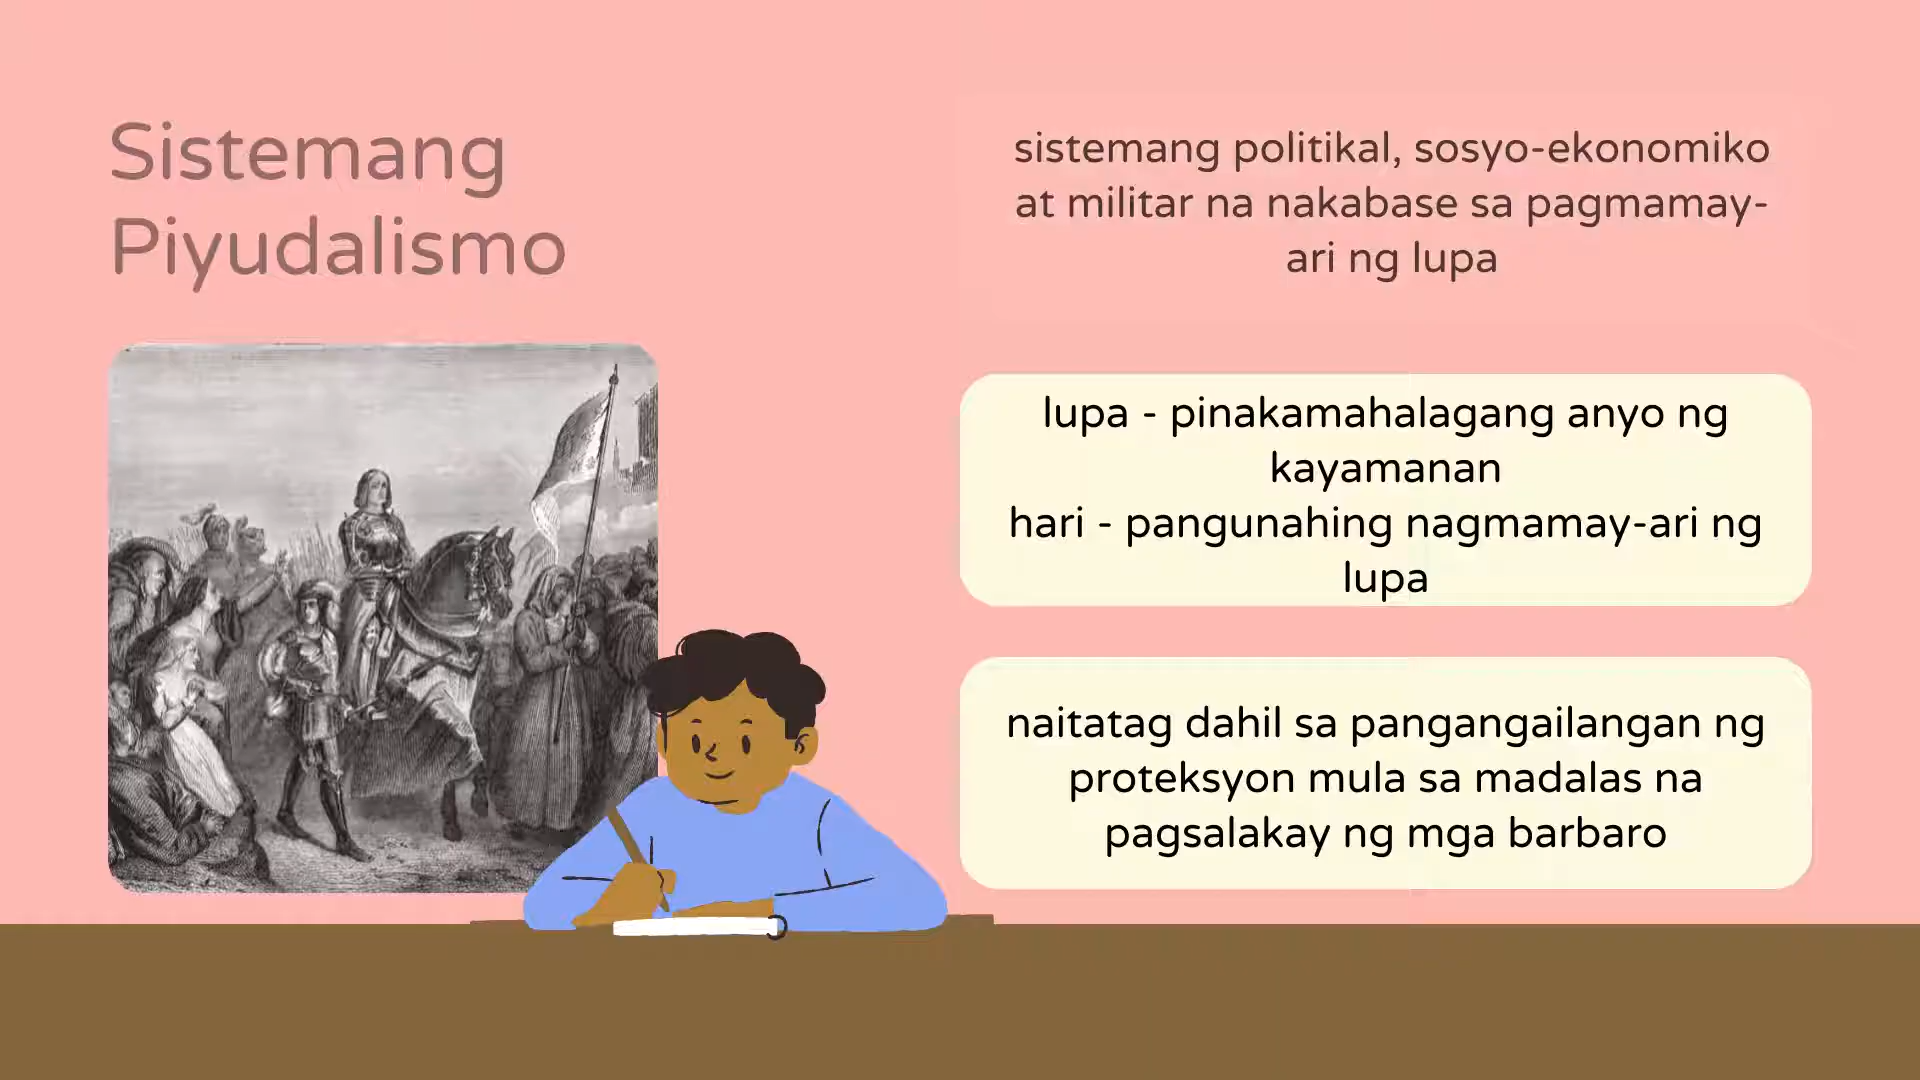 Sistemang
Piyudalismo
sistemang politikal, sosyo-ekonomiko
at militar na nakabase sa pagmamay-
ari ng lupa
lupa - pinakamahalagang anyo ng
kayamanan
hari - pangunahing nagmamay-ari ng
lupa
naitatag dahil sa pangangailangan ng
proteksyon mula sa madalas na
pagsalakay ng mga barbaro